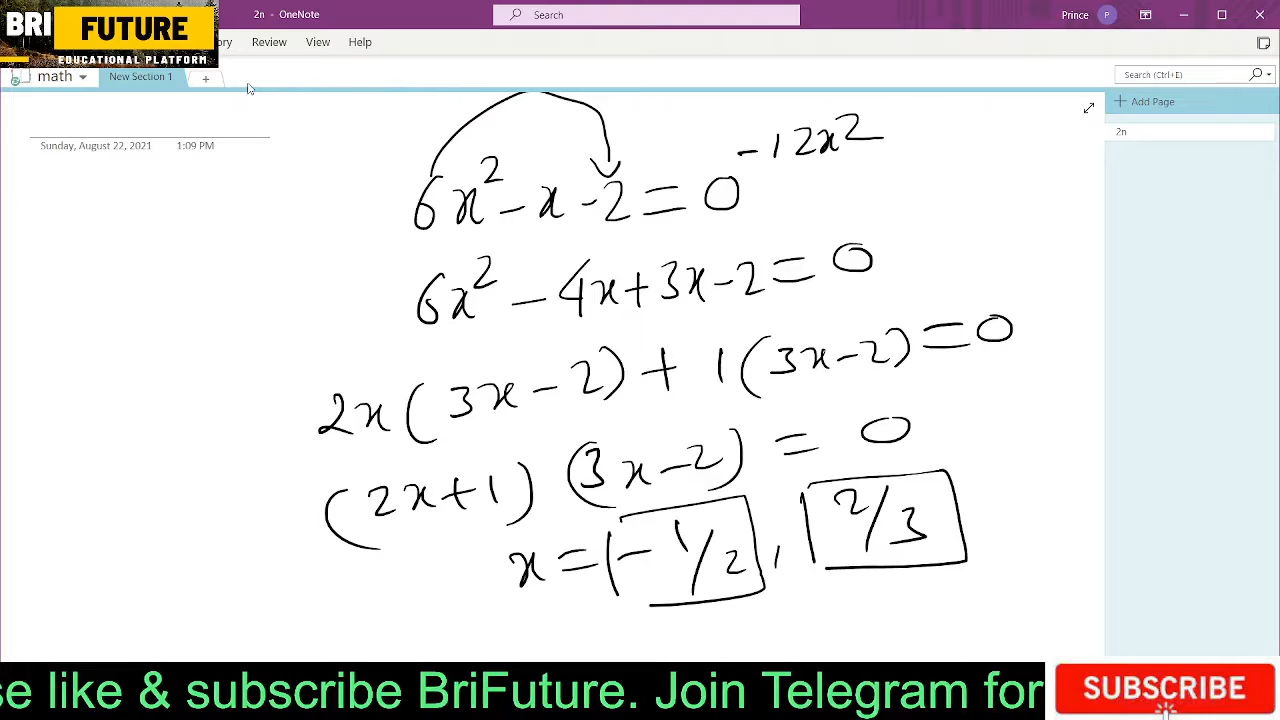 BRI
FUTURE
EDUCATIONAL PLATFORM
2n - OneNote
Search
Prince
P
ory
Review
View
Help
math
New Section 1
+
Search (Ctrl+E)
Add Page
2n
Sunday, August 22, 2021
1:09 PM
-12x2
6x² - x - 2 = 0
6x² - 4x + 3x - 2 = 0
2x(3x - 2) + 1(3x - 2) = 0
(2x + 1) (3x - 2) = 0
x = -1/2, 2/3
se like & subscribe BriFuture. Join Telegram for
SUBSCRIBE